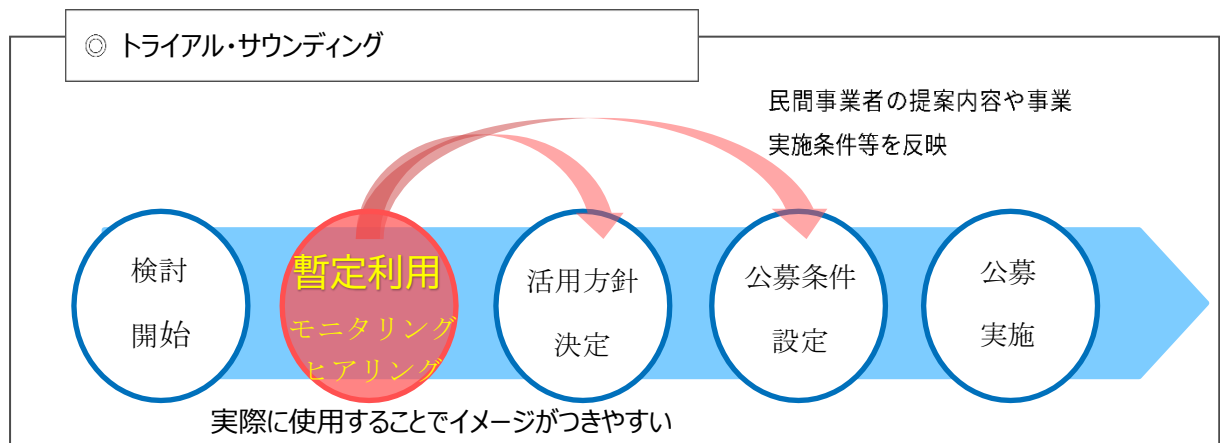 ◎ トライアル・サウンディング
民間事業者の提案内容や事業
実施条件等を反映
検討
開始
暫定利用
モニタリング
ヒアリング
活用方針
決定
公募条件
設定
公募
実施
実際に使用することでイメージがつきやすい